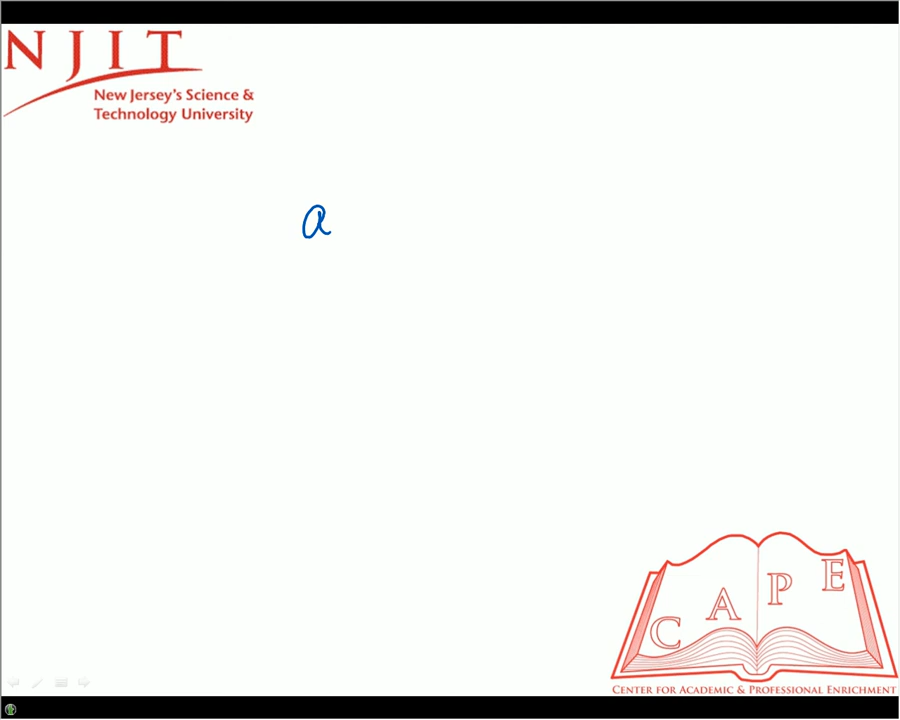 NJIT
New Jersey's Science &
Technology University
a
C A P E
CENTER FOR ACADEMIC & PROFESSIONAL ENRICHMENT